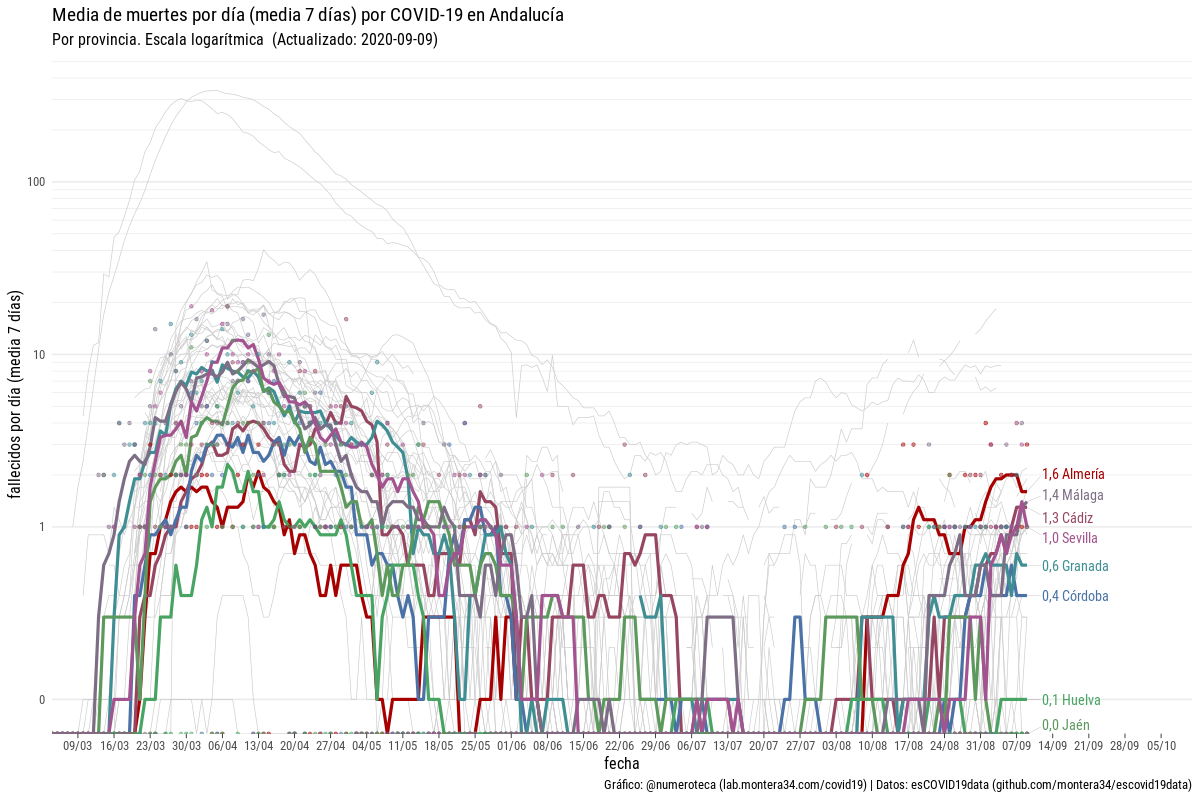 Media de muertes por día (media 7 días) por COVID-19 en Andalucía
Por provincia. Escala logarítmica  (Actualizado: 2020-09-09)
fallecidos por día (media 7 días)
100
10
1
0
1,6 Almería
1,4 Málaga
1,3 Cádiz
1,0 Sevilla
0,6 Granada
0,4 Córdoba
0,1 Huelva
0,0 Jaén
09/03 16/03 23/03 30/03 06/04 13/04 20/04 27/04 04/05 11/05 18/05 25/05 01/06 08/06 15/06 22/06 29/06 06/07 13/07 20/07 27/07 03/08 10/08 17/08 24/08 31/08 07/09 14/09 21/09 28/09 05/10
fecha
Gráfico: @numeroteca (lab.montera34.com/covid19) | Datos: esCOVID19data (github.com/montera34/escovid19data)